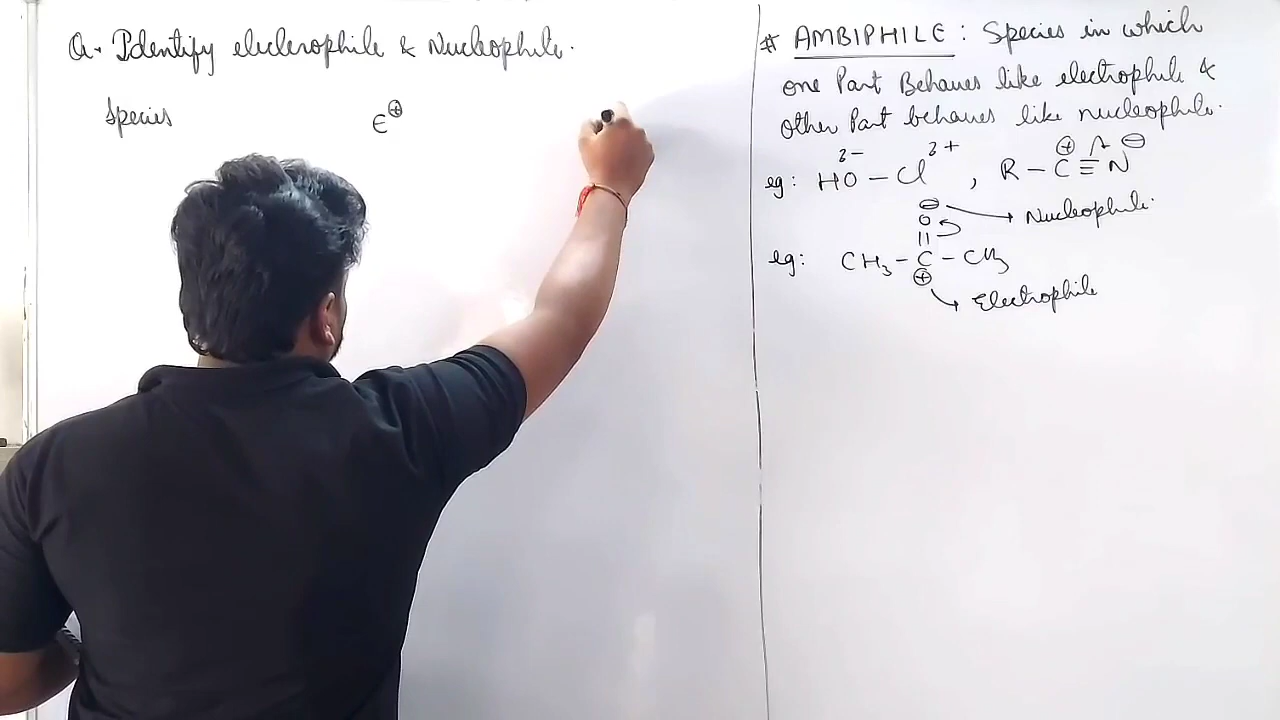 Q. Identify eleclerophile & Nucleophile.
Species E⊕
# AMBIPHILE : Species in which
one Part Behaves like electrophile &
other Part behaves like nucleophile.
eg: HO^δ− – Cl^δ+ , R – C⊕ ≡ N⊖
⊖ → Nucleophile.
O
||
eg: CH₃ – C – CH₃
⊕ → Electrophile